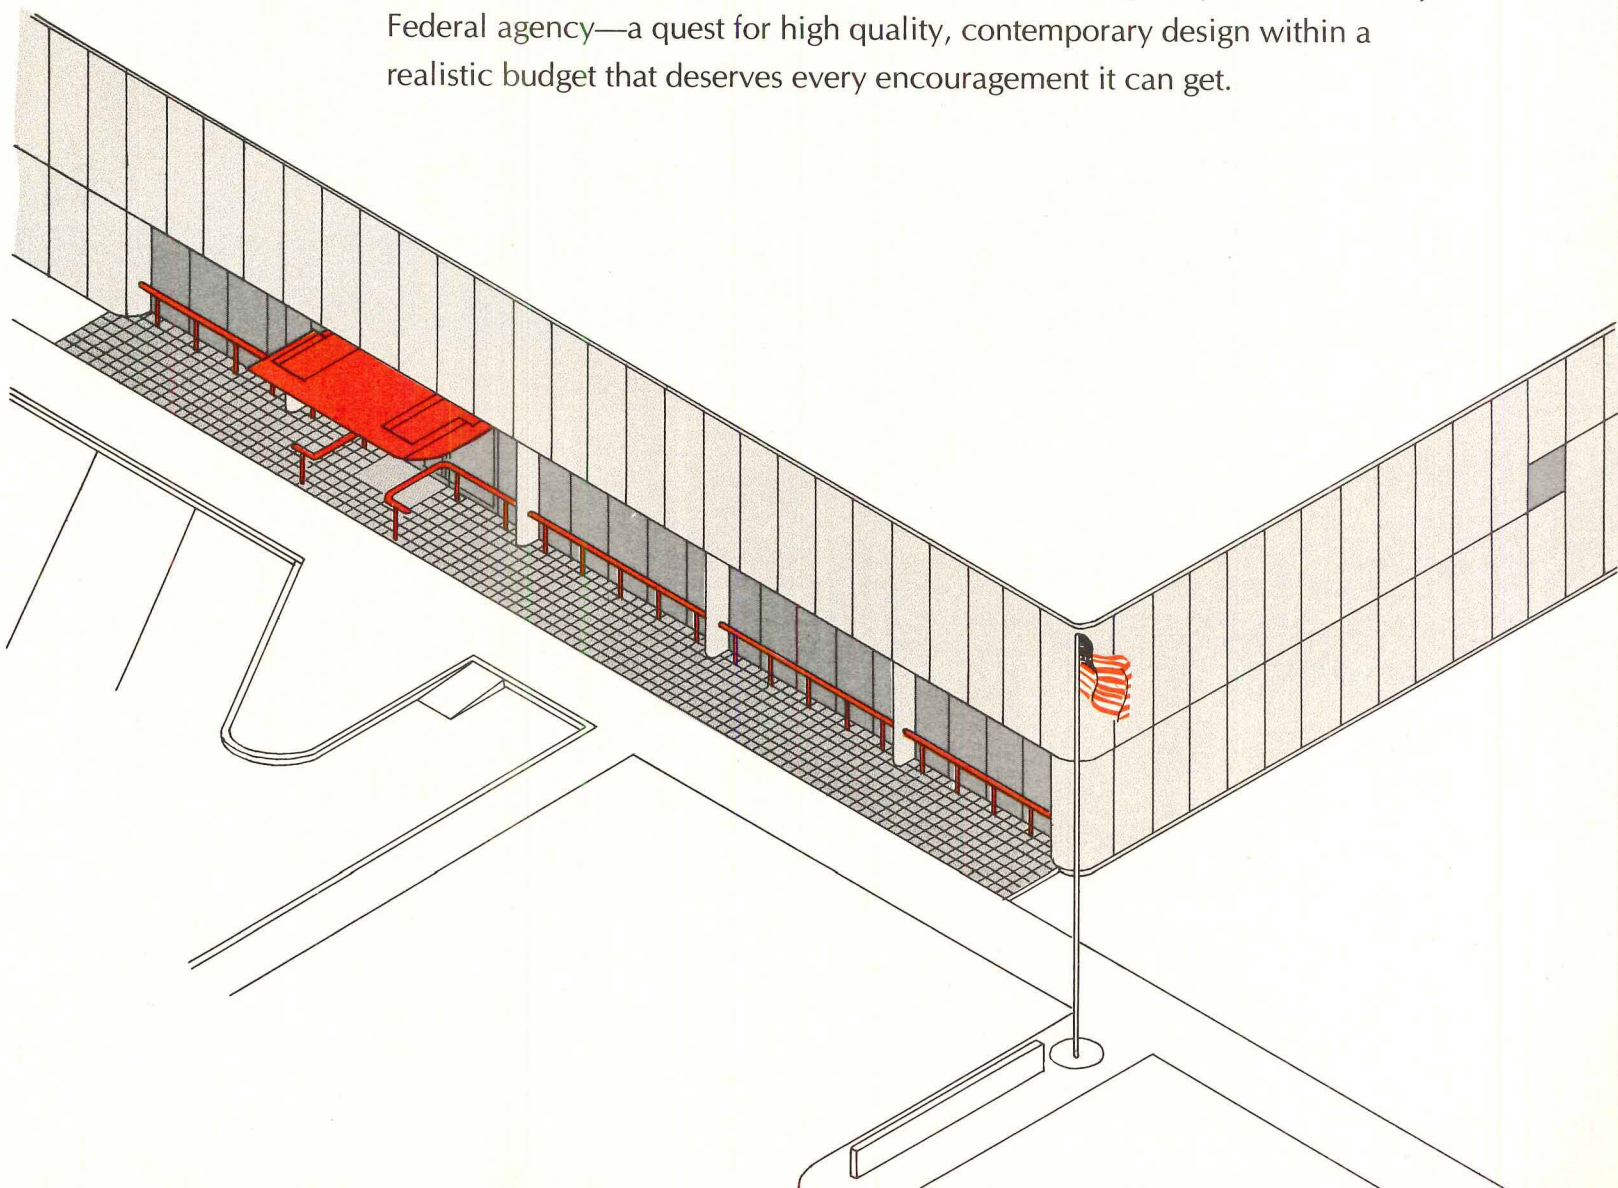 Federal agency—a quest for high quality, contemporary design within a
realistic budget that deserves every encouragement it can get.